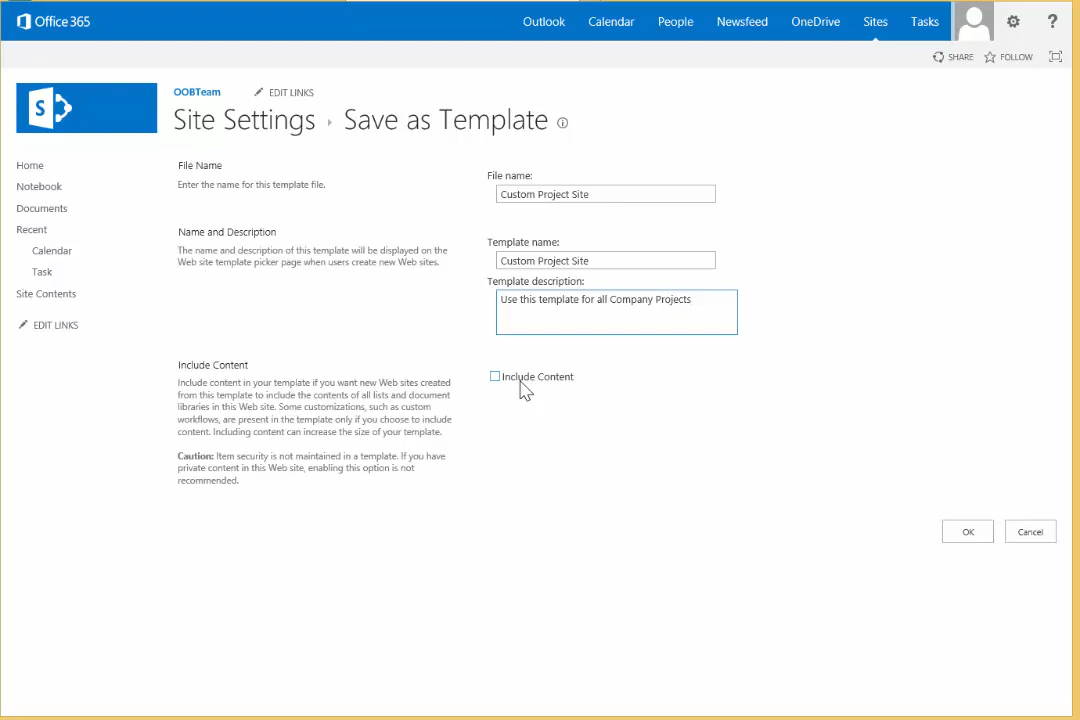 Office 365
Outlook
Calendar
People
Newsfeed
OneDrive
Sites
Tasks
?
SHARE
FOLLOW
S
OOBTeam
EDIT LINKS
Site Settings
Save as Template
Home
Notebook
Documents
Recent
Calendar
Task
Site Contents
EDIT LINKS
File Name
Enter the name for this template file.
File name:
Custom Project Site
Name and Description
The name and description of this template will be displayed on the
Web site template picker page when users create new Web sites.
Template name:
Custom Project Site
Template description:
Use this template for all Company Projects
Include Content
Include content in your template if you want new Web sites created
from this template to include the contents of all lists and document
libraries in this Web site. Some customizations, such as custom
workflows, are present in the template only if you choose to include
content. Including content can increase the size of your template.
Caution: Item security is not maintained in a template. If you have
private content in this Web site, enabling this option is not
recommended.
Include Content
OK
Cancel